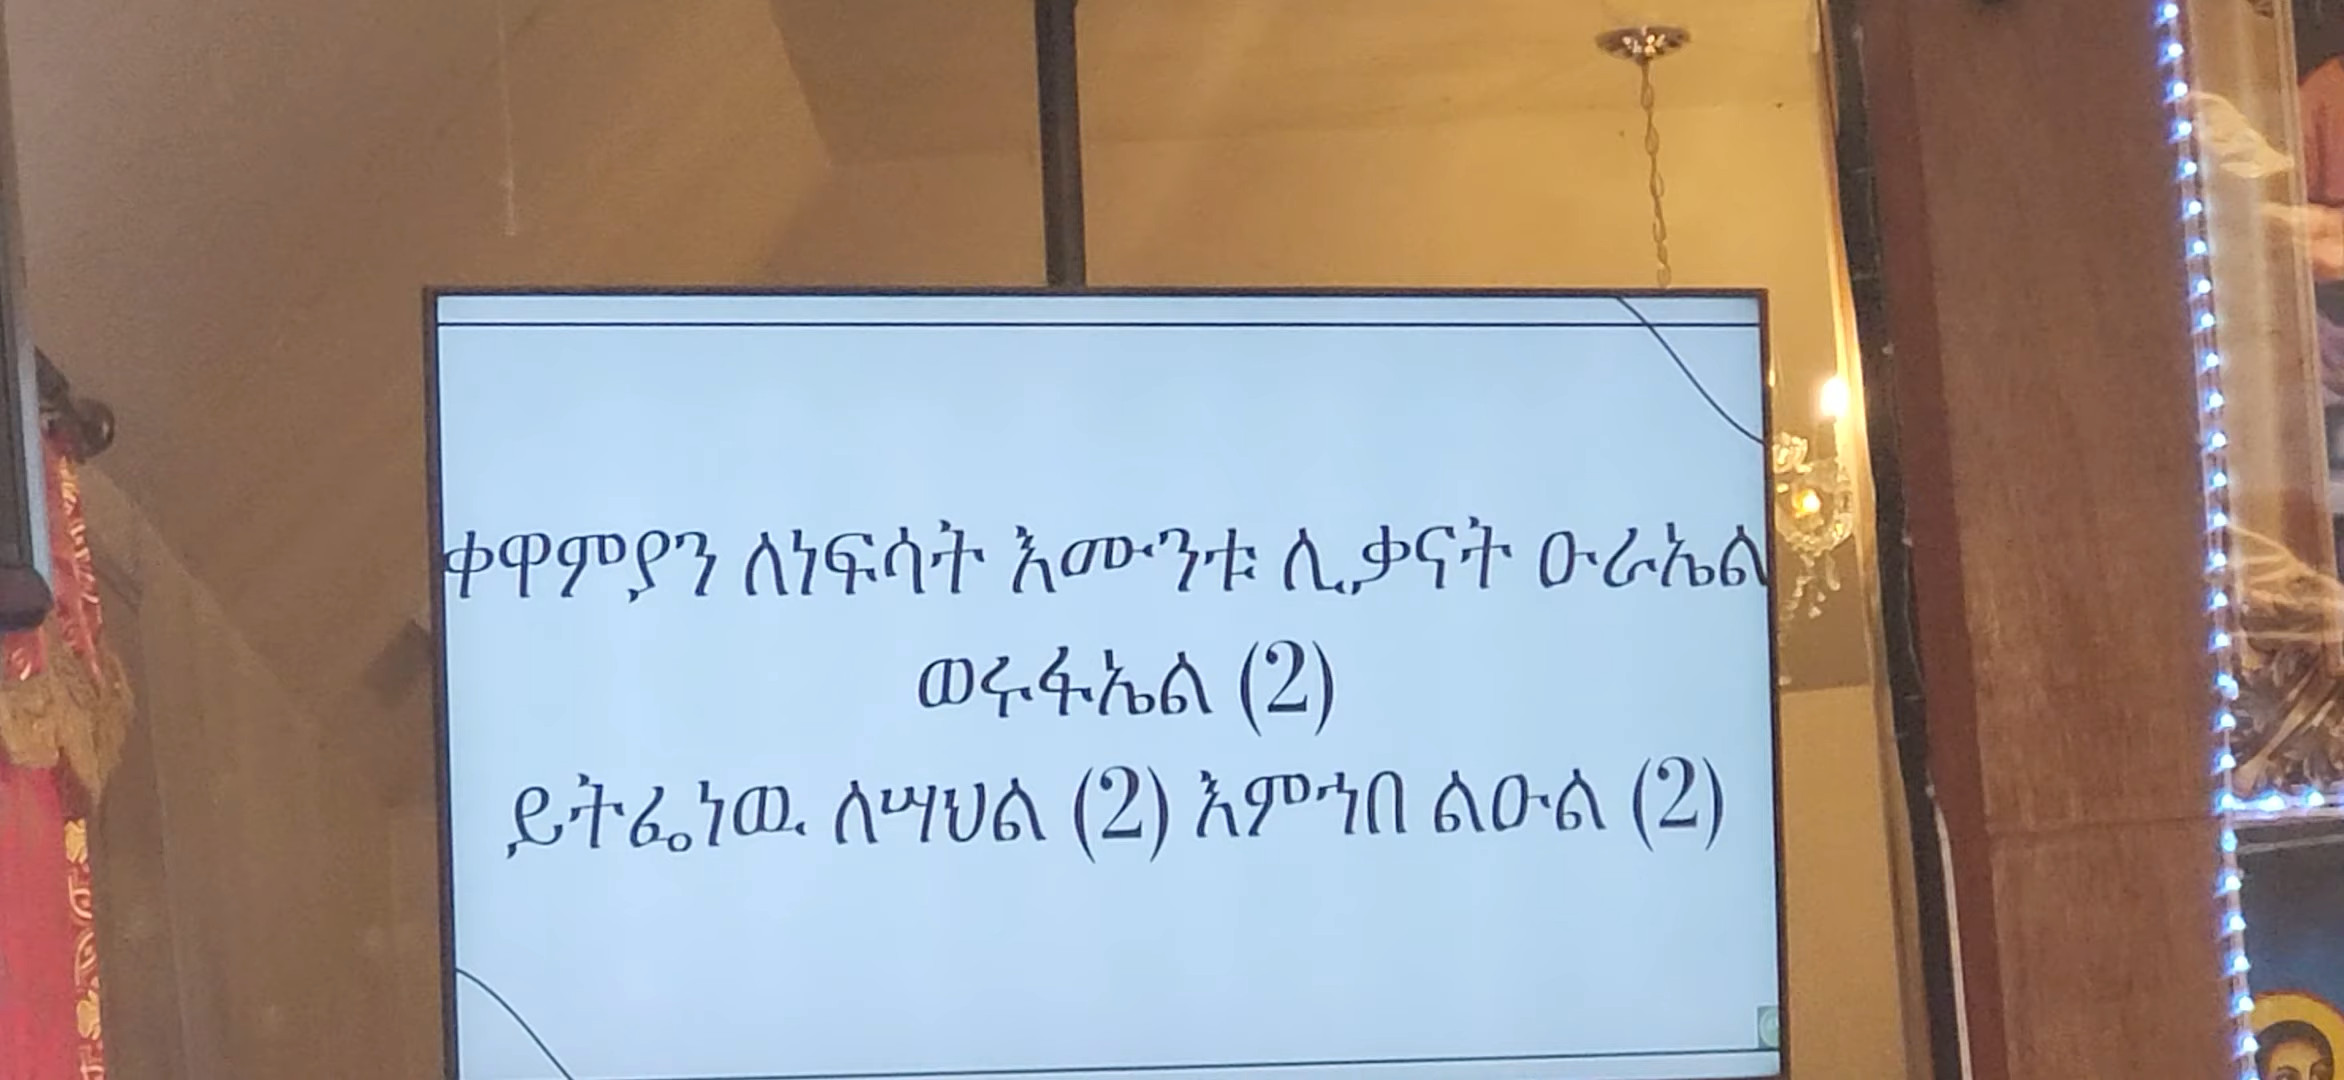 ቀዋምያን ለነፍሳት እሙንቱ ሊቃናት ዑራኤል
ወሩፋኤል (2)
ይትፌነዉ ለሣህል (2) እምኀበ ልዑል (2)